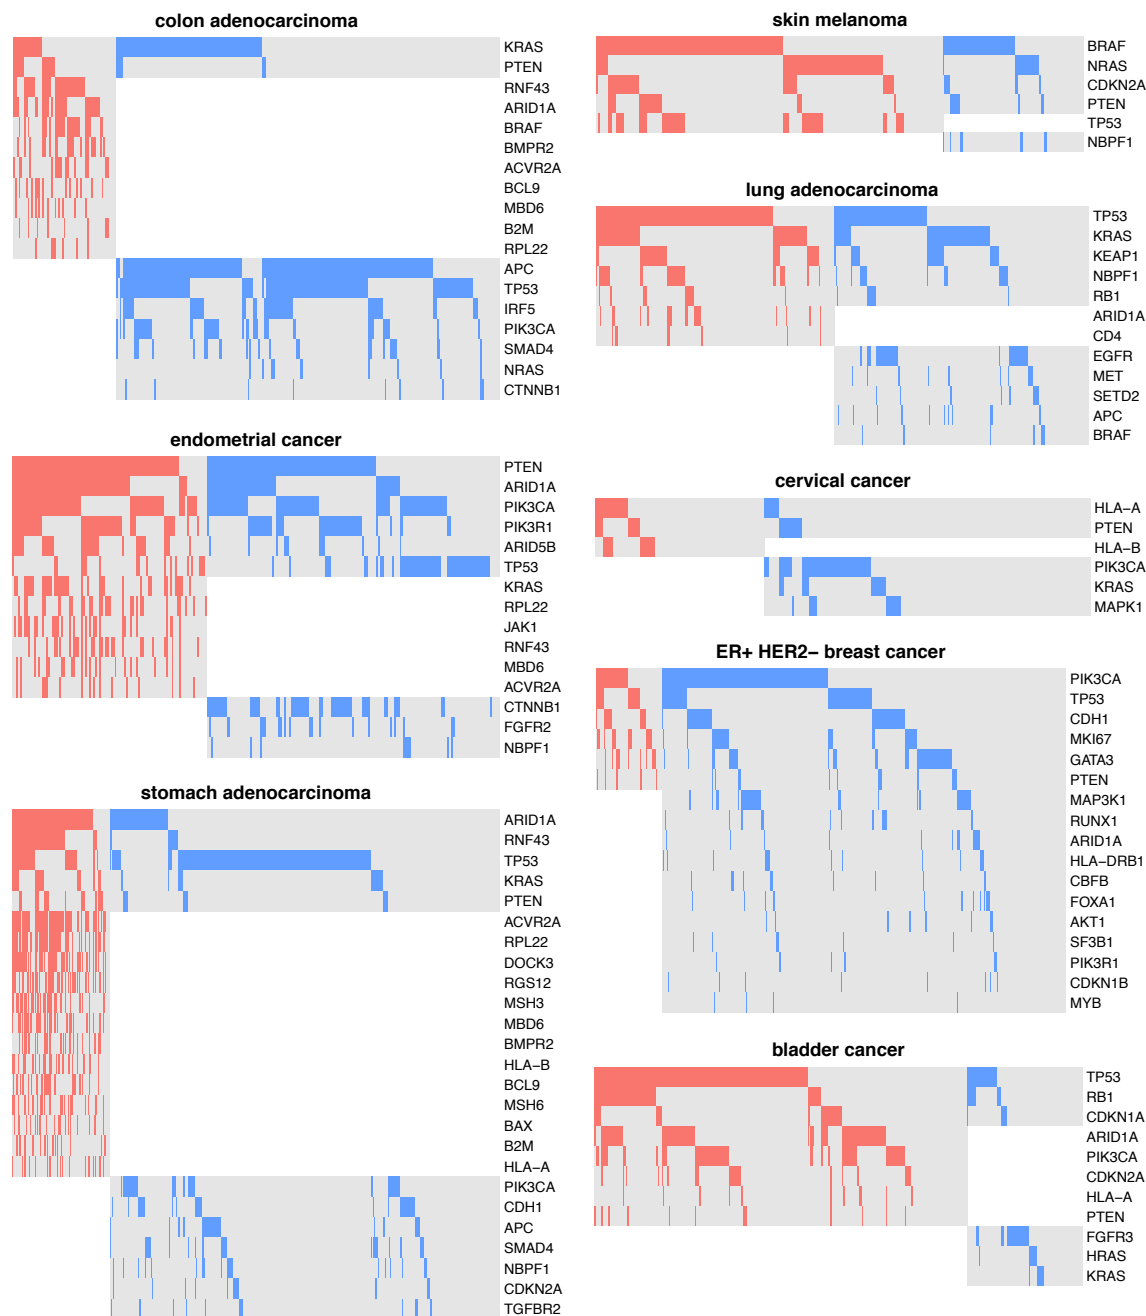 colon adenocarcinoma
KRAS
PTEN
RNF43
ARID1A
BRAF
BMPR2
ACVR2A
BCL9
MBD6
B2M
RPL22
APC
TP53
IRF5
PIK3CA
SMAD4
NRAS
CTNNB1
endometrial cancer
PTEN
ARID1A
PIK3CA
PIK3R1
ARID5B
TP53
KRAS
RPL22
JAK1
RNF43
MBD6
ACVR2A
CTNNB1
FGFR2
NBPF1
stomach adenocarcinoma
ARID1A
RNF43
TP53
KRAS
PTEN
ACVR2A
RPL22
DOCK3
RGS12
MSH3
MBD6
BMPR2
HLA−B
BCL9
MSH6
BAX
B2M
HLA−A
PIK3CA
CDH1
APC
SMAD4
NBPF1
CDKN2A
TGFBR2
skin melanoma
BRAF
NRAS
CDKN2A
PTEN
TP53
NBPF1
lung adenocarcinoma
TP53
KRAS
KEAP1
NBPF1
RB1
ARID1A
CD4
EGFR
MET
SETD2
APC
BRAF
cervical cancer
HLA−A
PTEN
HLA−B
PIK3CA
KRAS
MAPK1
ER+ HER2− breast cancer
PIK3CA
TP53
CDH1
MKI67
GATA3
PTEN
MAP3K1
RUNX1
ARID1A
HLA−DRB1
CBFB
FOXA1
AKT1
SF3B1
PIK3R1
CDKN1B
MYB
bladder cancer
TP53
RB1
CDKN1A
ARID1A
PIK3CA
CDKN2A
HLA−A
PTEN
FGFR3
HRAS
KRAS